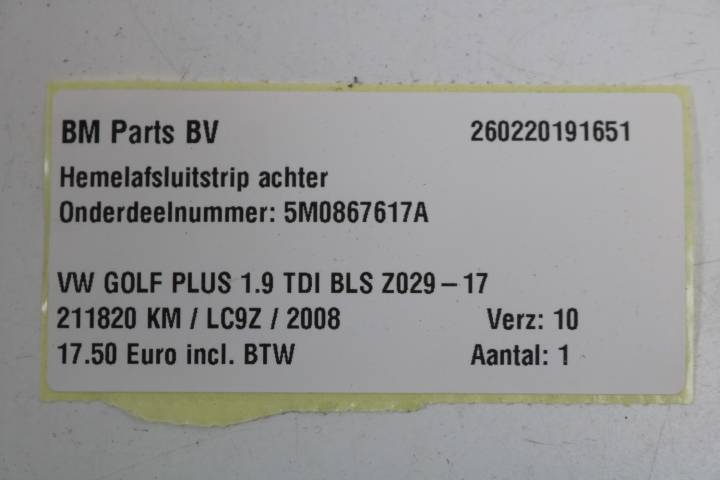 BM Parts BV 260220191651
Hemelafsluitstrip achter
Onderdeelnummer: 5M0867617A
VW GOLF PLUS 1.9 TDI BLS Z029 – 17
211820 KM / LC9Z / 2008 Verz: 10
17.50 Euro incl. BTW Aantal: 1